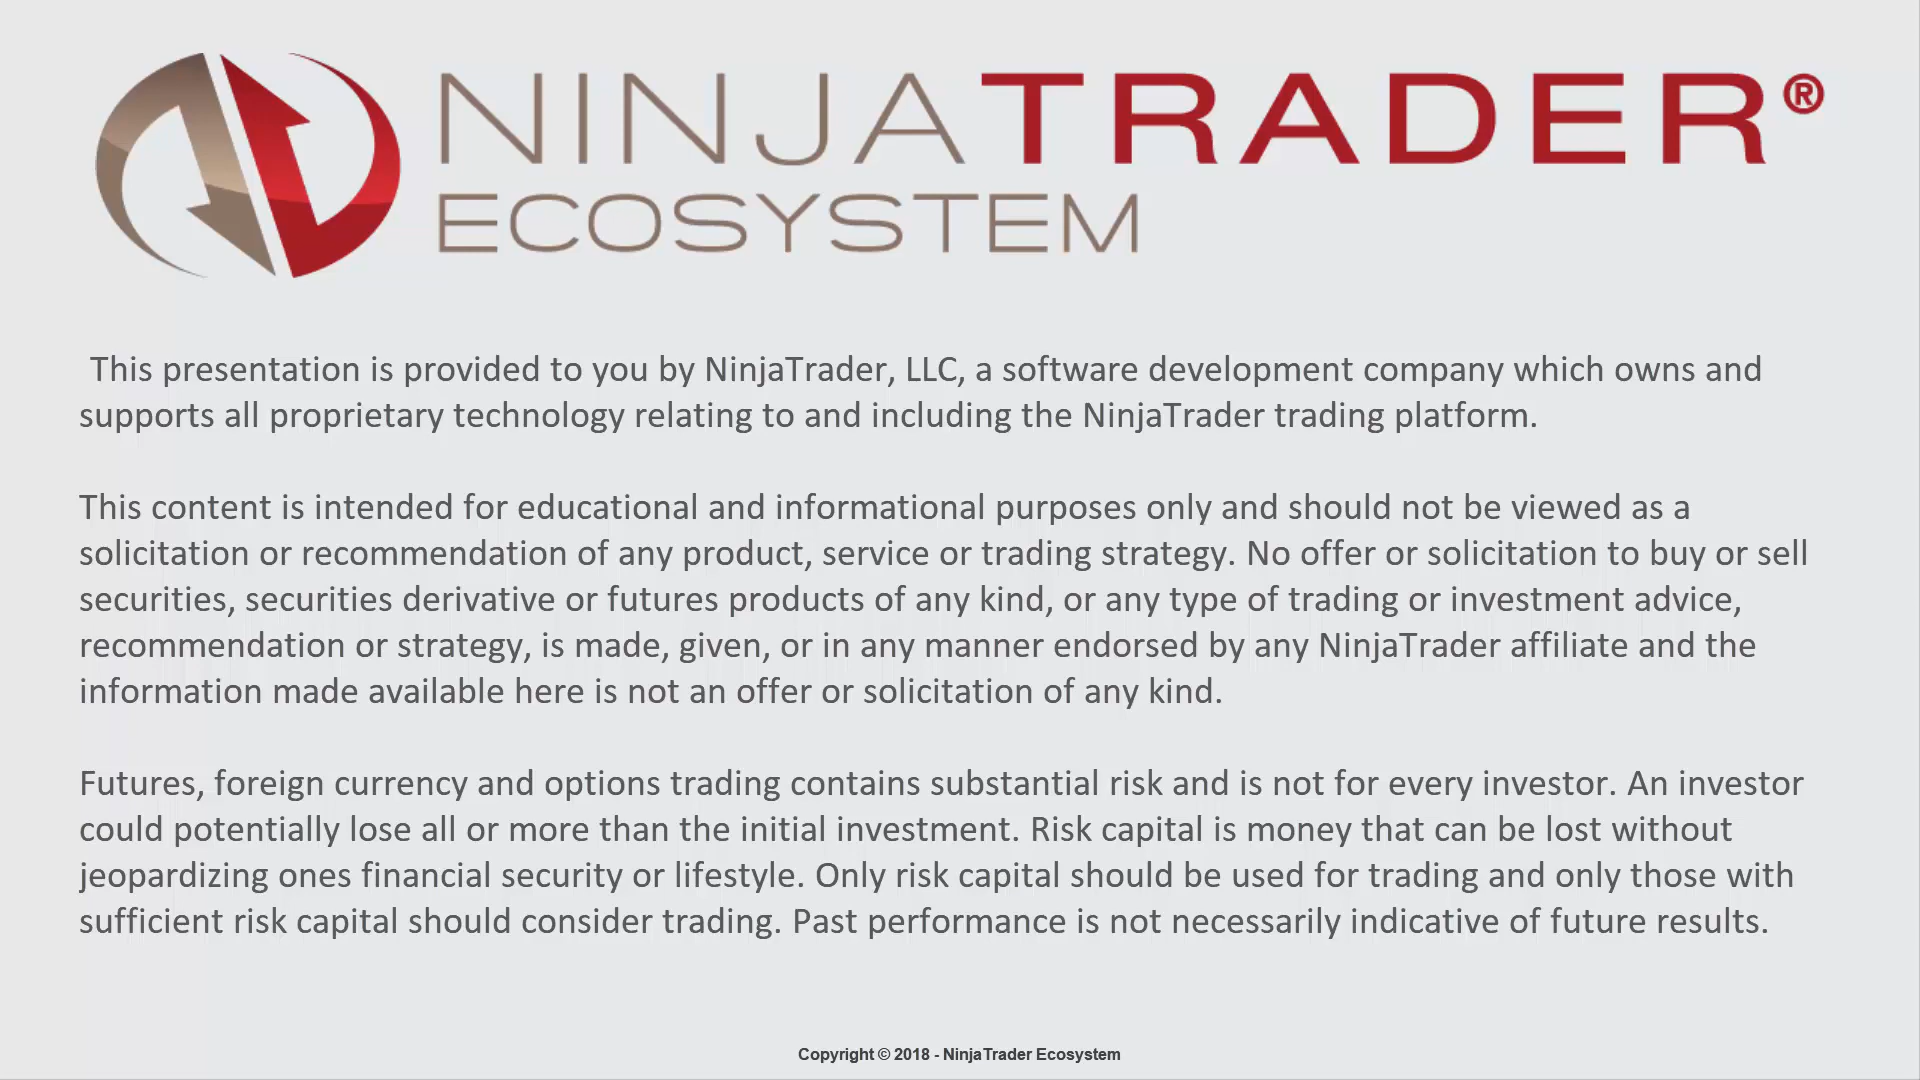 NINJATRADER®
ECOSYSTEM
This presentation is provided to you by NinjaTrader, LLC, a software development company which owns and
supports all proprietary technology relating to and including the NinjaTrader trading platform.
This content is intended for educational and informational purposes only and should not be viewed as a
solicitation or recommendation of any product, service or trading strategy. No offer or solicitation to buy or sell
securities, securities derivative or futures products of any kind, or any type of trading or investment advice,
recommendation or strategy, is made, given, or in any manner endorsed by any NinjaTrader affiliate and the
information made available here is not an offer or solicitation of any kind.
Futures, foreign currency and options trading contains substantial risk and is not for every investor. An investor
could potentially lose all or more than the initial investment. Risk capital is money that can be lost without
jeopardizing ones financial security or lifestyle. Only risk capital should be used for trading and only those with
sufficient risk capital should consider trading. Past performance is not necessarily indicative of future results.
Copyright © 2018 - NinjaTrader Ecosystem